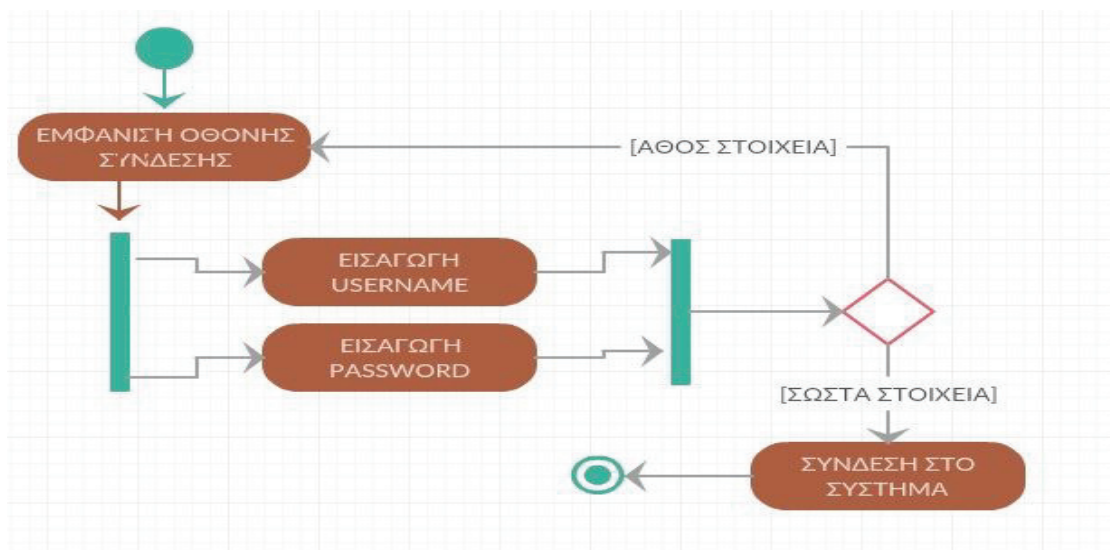 ΕΜΦΑΝΙΣΗ ΟΘΟΝΗΣ
ΣΥΝΔΕΣΗΣ
[ΑΘΟΣ ΣΤΟΙΧΕΙΑ]
ΕΙΣΑΓΩΓΗ
USERNAME
ΕΙΣΑΓΩΓΗ
PASSWORD
[ΣΩΣΤΑ ΣΤΟΙΧΕΙΑ]
ΣΥΝΔΕΣΗ ΣΤΟ
ΣΥΣΤΗΜΑ